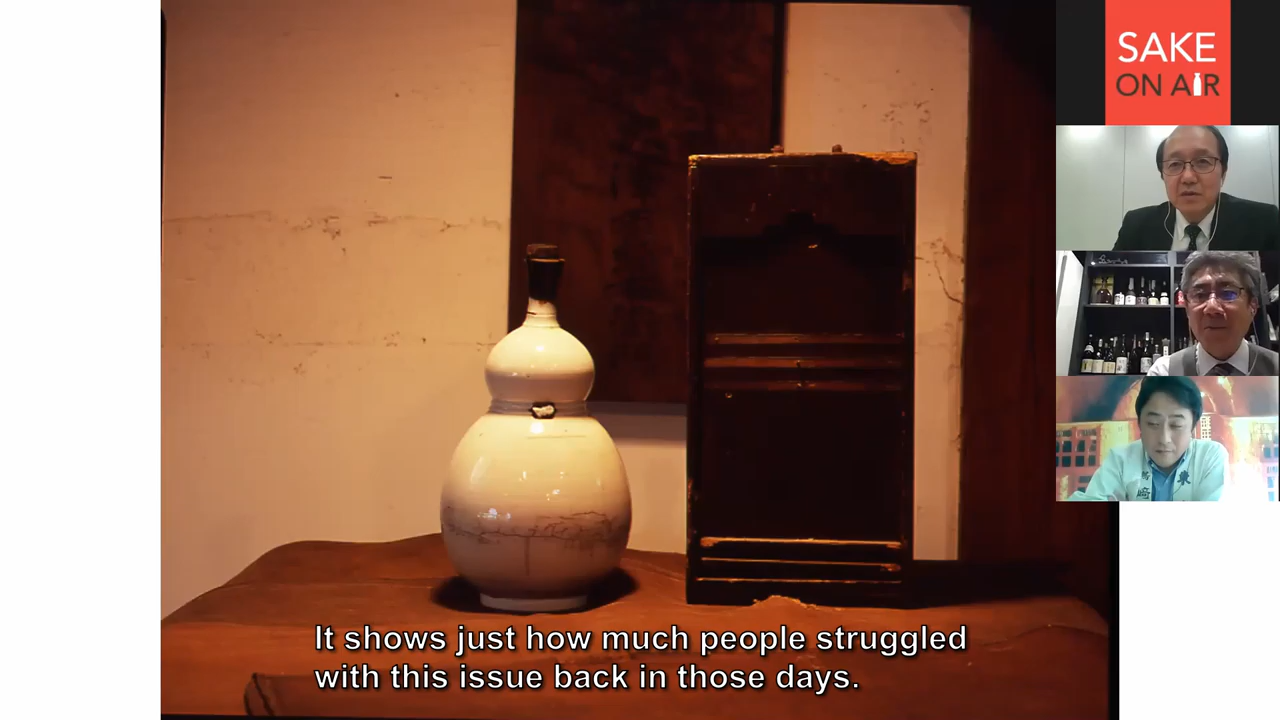 SAKE
ON AIR
It shows just how much people struggled
with this issue back in those days.